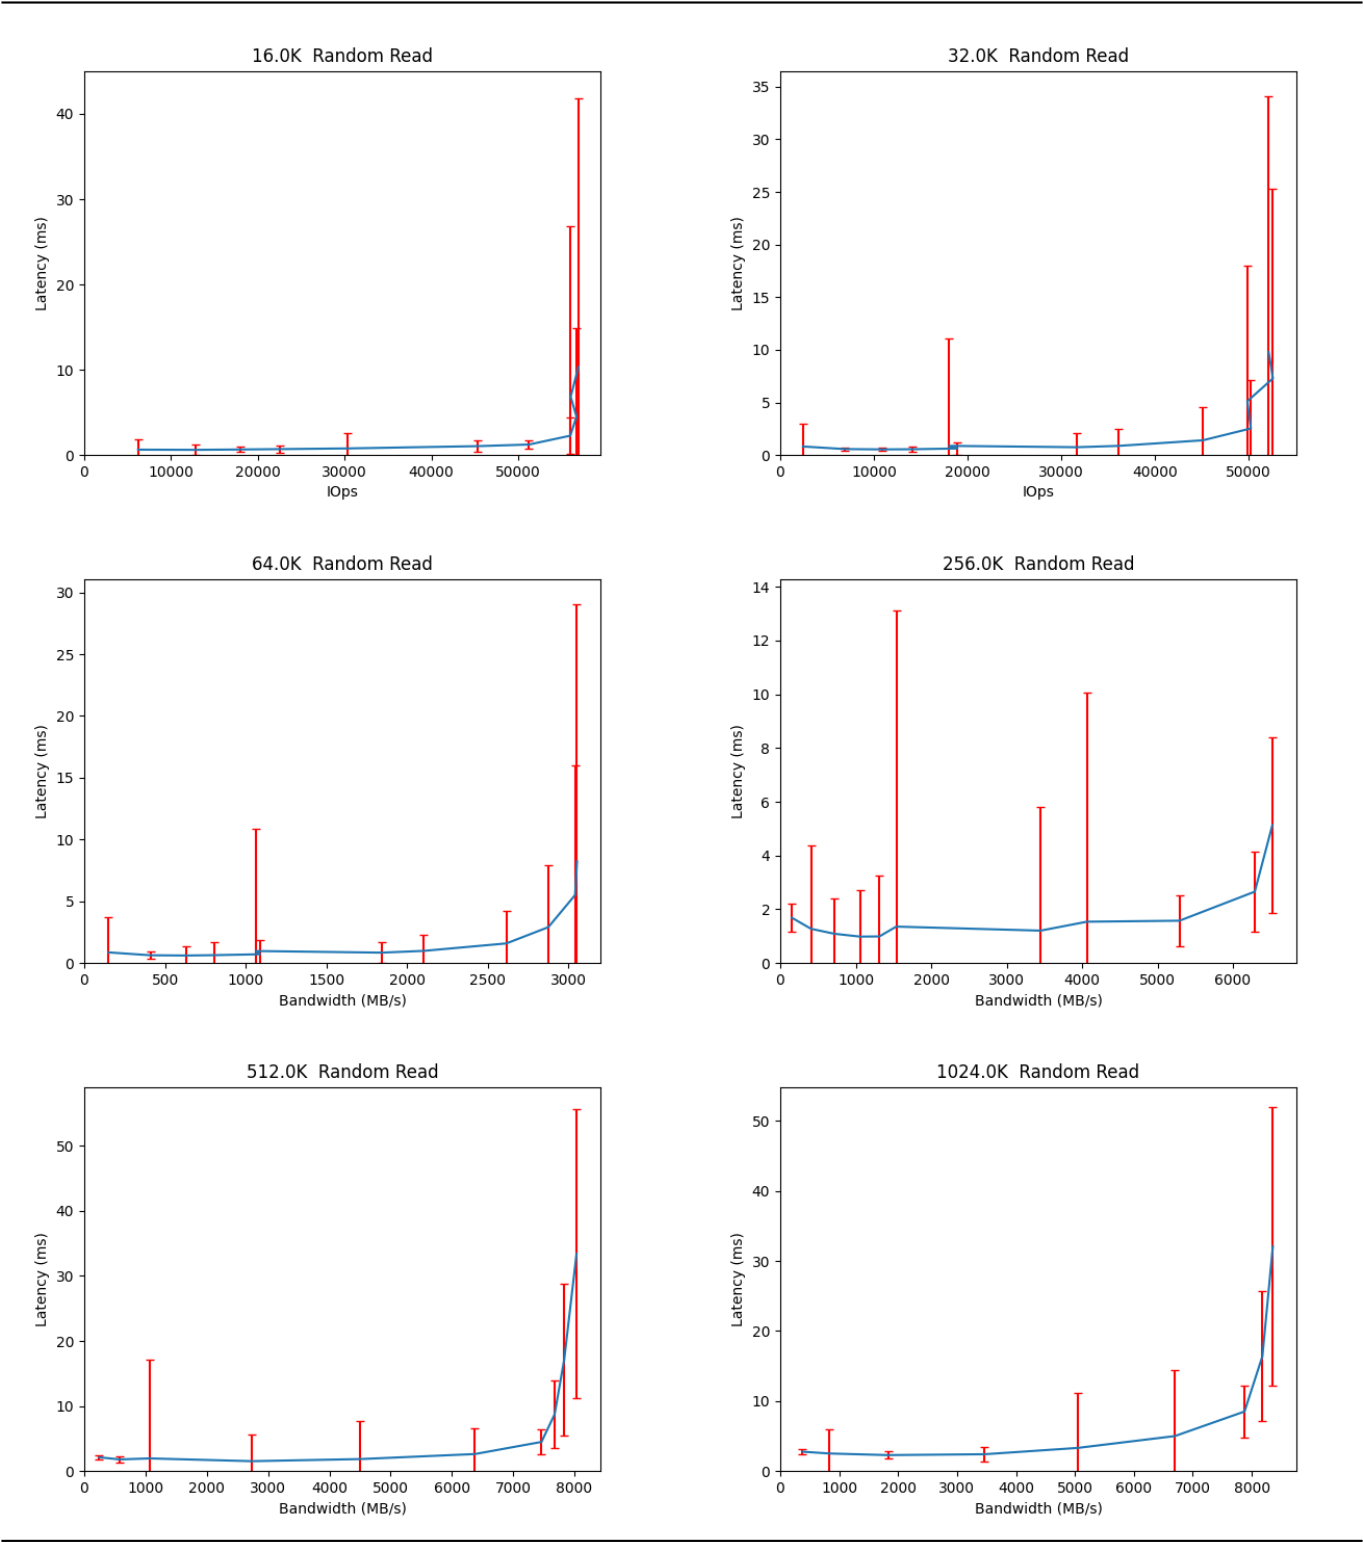 16.0K Random Read
40
30
20
10
0
Latency (ms)
0 10000 20000 30000 40000 50000
IOps
32.0K Random Read
35
30
25
20
15
10
5
0
Latency (ms)
0 10000 20000 30000 40000 50000
IOps
64.0K Random Read
30
25
20
15
10
5
0
Latency (ms)
0 500 1000 1500 2000 2500 3000
Bandwidth (MB/s)
256.0K Random Read
14
12
10
8
6
4
2
0
Latency (ms)
0 1000 2000 3000 4000 5000 6000
Bandwidth (MB/s)
512.0K Random Read
50
40
30
20
10
0
Latency (ms)
0 1000 2000 3000 4000 5000 6000 7000 8000
Bandwidth (MB/s)
1024.0K Random Read
50
40
30
20
10
0
Latency (ms)
0 1000 2000 3000 4000 5000 6000 7000 8000
Bandwidth (MB/s)